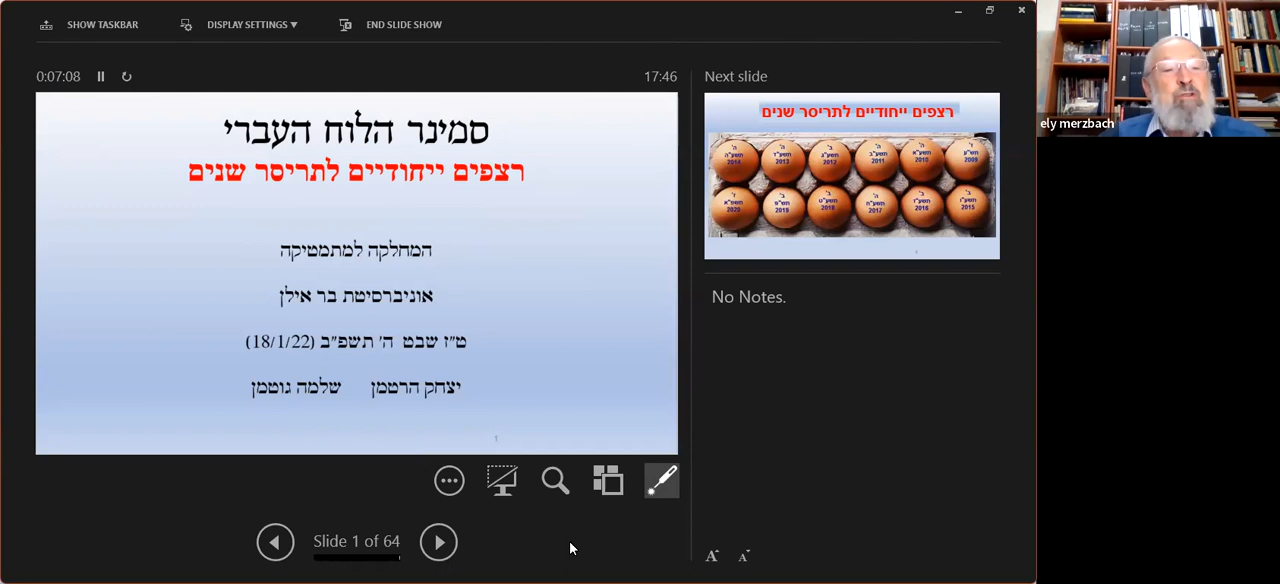 SHOW TASKBAR
DISPLAY SETTINGS ▼
END SLIDE SHOW
0:07:08
17:46
סמינר הלוח העברי
רצפים ייחודיים לתריסר שנים
המחלקה למתמטיקה
אוניברסיטת בר אילן
ט״ז שבט ה׳ תשפ״ב (18/1/22)
יצחק הרטמן שלמה גוטמן
Slide 1 of 64
Next slide
רצפים ייחודיים לתריסר שנים
2009
2010
2011
2012
2013
2014
2015
2016
2017
2018
2019
2020
No Notes.
A A
ely merzbach